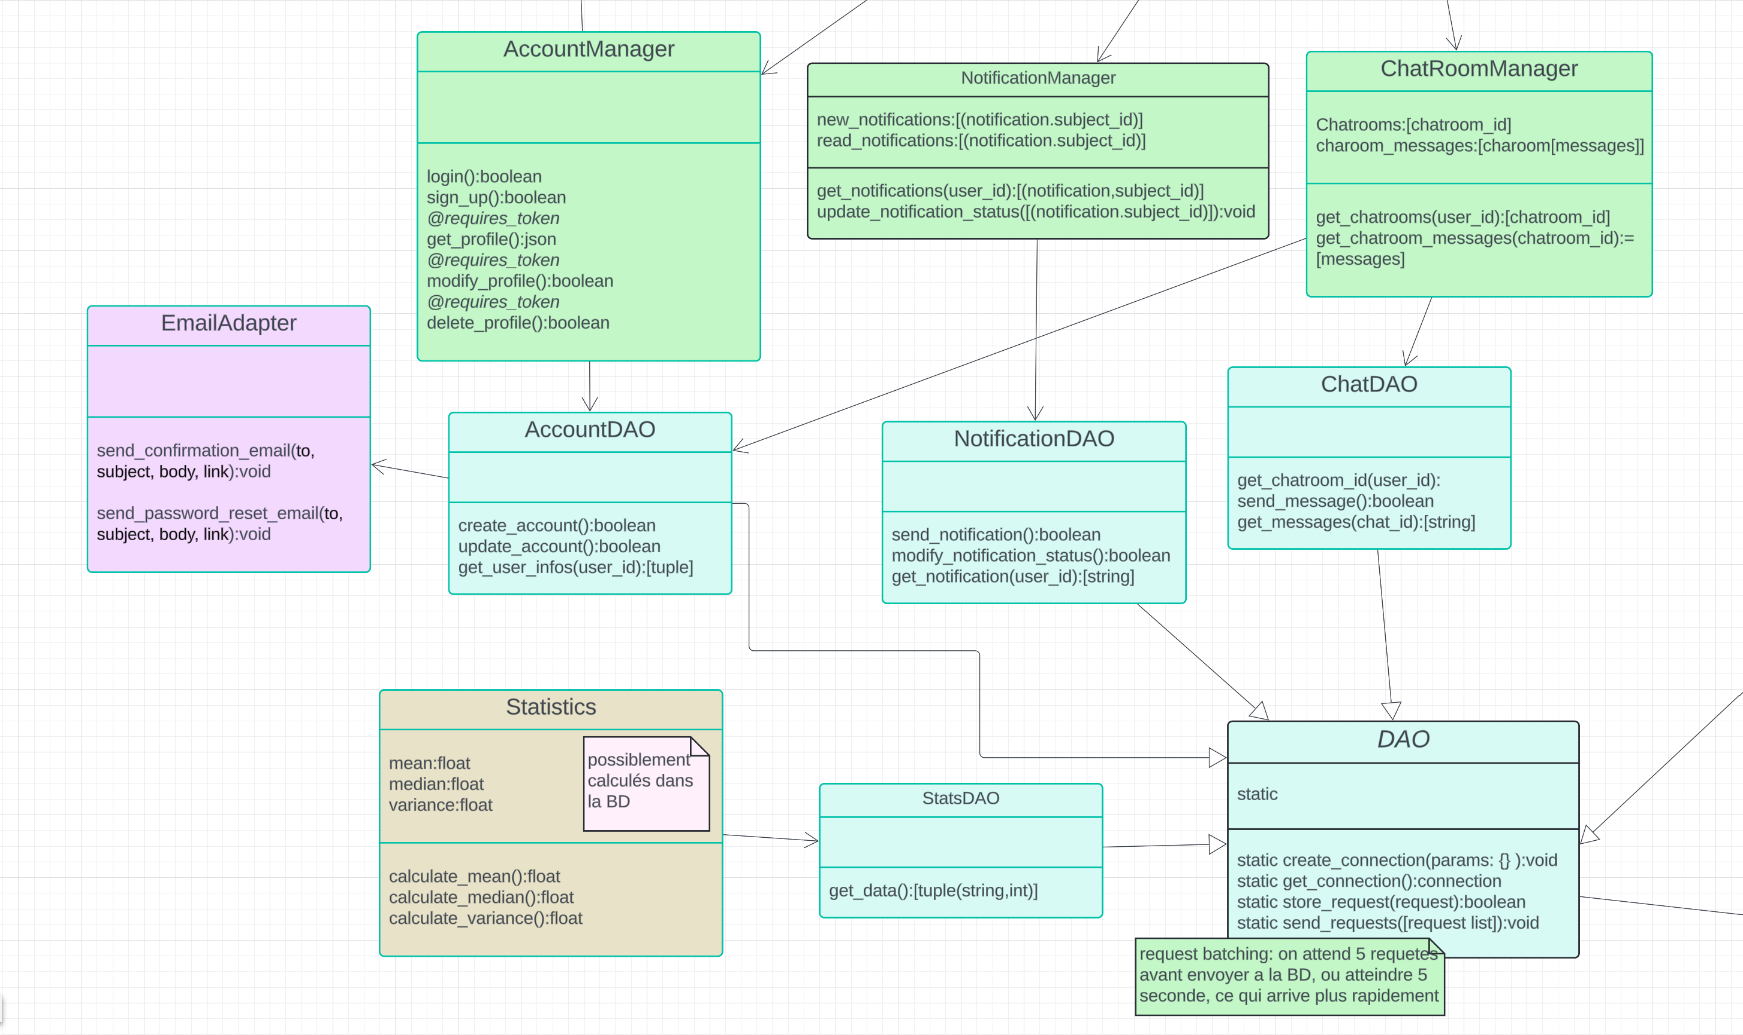 AccountManager
login():boolean
sign_up():boolean
@requires_token
get_profile():json
@requires_token
modify_profile():boolean
@requires_token
delete_profile():boolean
NotificationManager
new_notifications:[(notification.subject_id)]
read_notifications:[(notification.subject_id)]
get_notifications(user_id):[(notification,subject_id)]
update_notification_status([(notification.subject_id)]):void
ChatRoomManager
Chatrooms:[chatroom_id]
charoom_messages:[charoom[messages]]
get_chatrooms(user_id):[chatroom_id]
get_chatroom_messages(chatroom_id):=
[messages]
EmailAdapter
send_confirmation_email(to,
subject, body, link):void
send_password_reset_email(to,
subject, body, link):void
AccountDAO
create_account():boolean
update_account():boolean
get_user_infos(user_id):[tuple]
NotificationDAO
send_notification():boolean
modify_notification_status():boolean
get_notification(user_id):[string]
ChatDAO
get_chatroom_id(user_id):
send_message():boolean
get_messages(chat_id):[string]
Statistics
mean:float
median:float
variance:float
possiblement
calculés dans
la BD
calculate_mean():float
calculate_median():float
calculate_variance():float
StatsDAO
get_data():[tuple(string,int)]
DAO
static
static create_connection(params: {} ):void
static get_connection():connection
static store_request(request):boolean
static send_requests([request list]):void
request batching: on attend 5 requetes
avant envoyer a la BD, ou atteindre 5
seconde, ce qui arrive plus rapidement